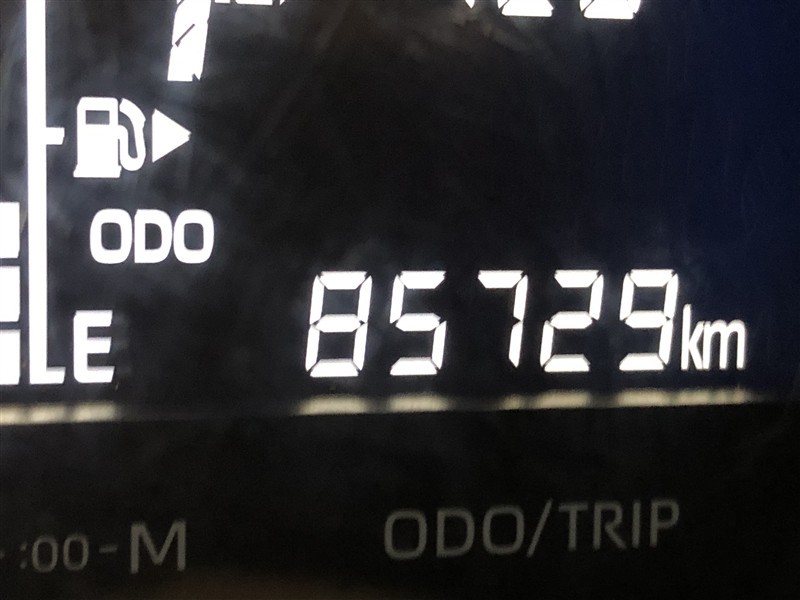 ODO
85729km
E
:00-M
ODO/TRIP